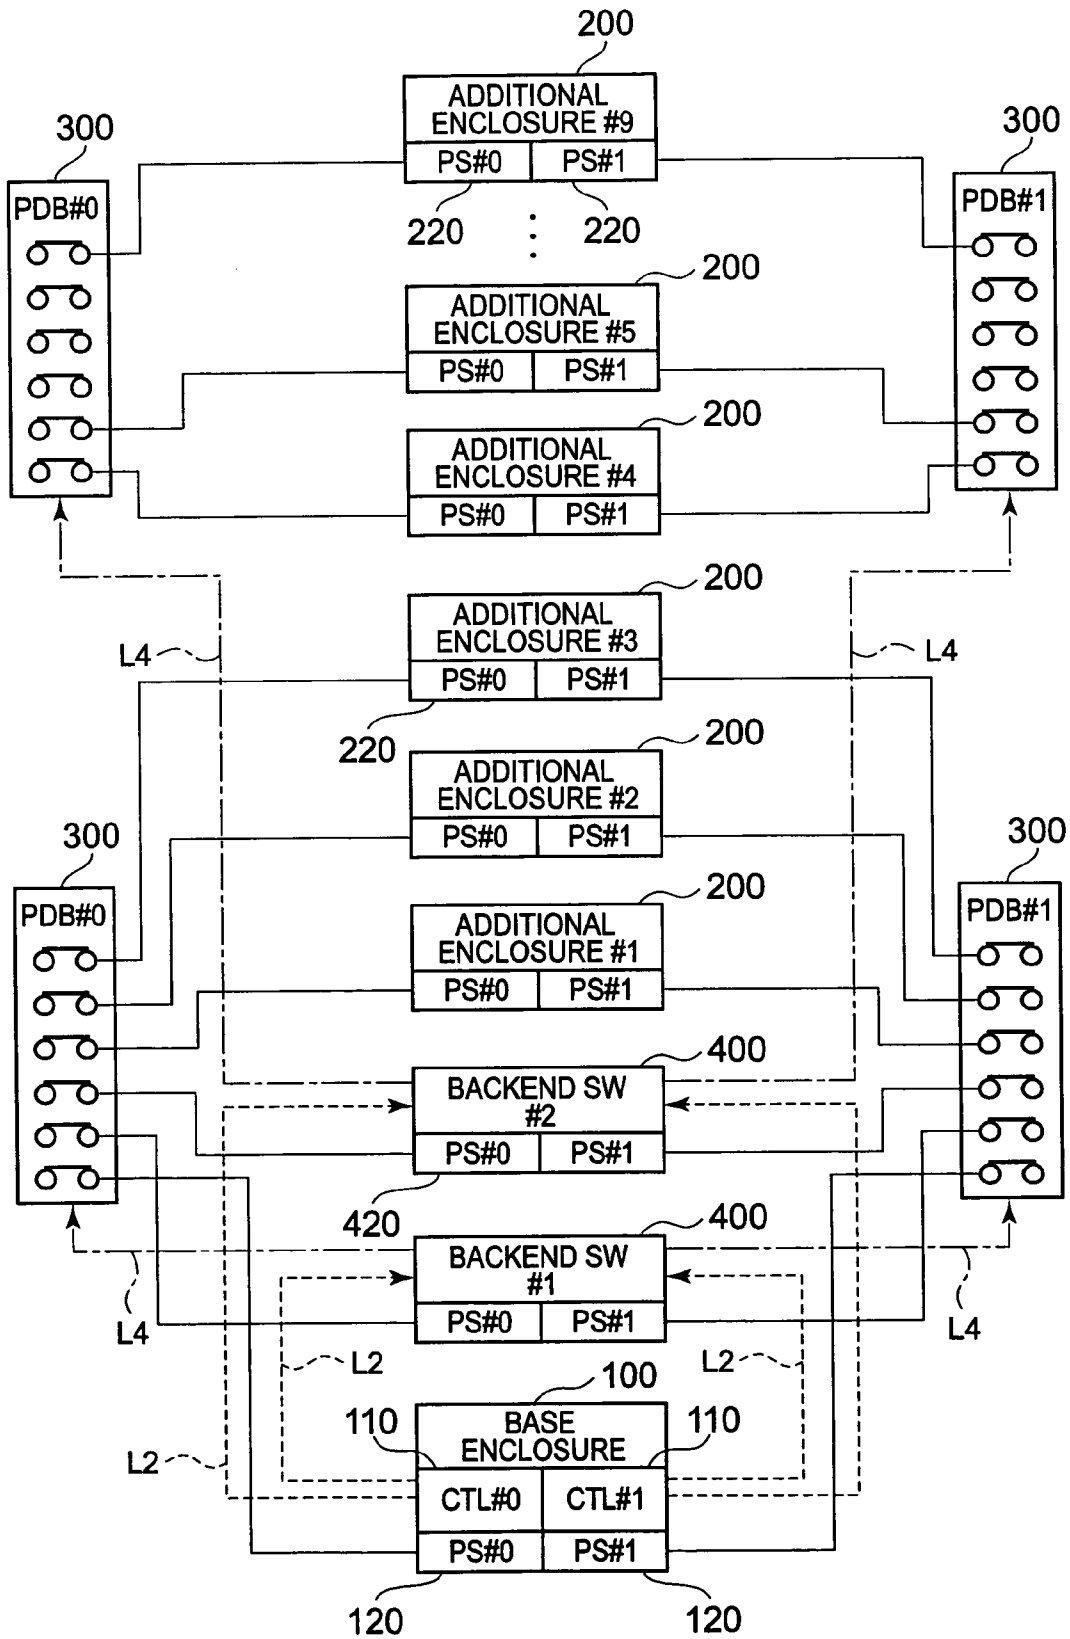 200
ADDITIONAL
ENCLOSURE #9
PS#0 PS#1
220 220
300
PDB#0
300
PDB#1
200
ADDITIONAL
ENCLOSURE #5
PS#0 PS#1
200
ADDITIONAL
ENCLOSURE #4
PS#0 PS#1
200
ADDITIONAL
ENCLOSURE #3
PS#0 PS#1
220
L4
L4
200
ADDITIONAL
ENCLOSURE #2
PS#0 PS#1
300
PDB#0
300
PDB#1
200
ADDITIONAL
ENCLOSURE #1
PS#0 PS#1
400
BACKEND SW
#2
PS#0 PS#1
420
400
BACKEND SW
#1
PS#0 PS#1
L4
L4
L2
L2
L2
100
110
110
BASE
ENCLOSURE
CTL#0 CTL#1
PS#0 PS#1
120 120